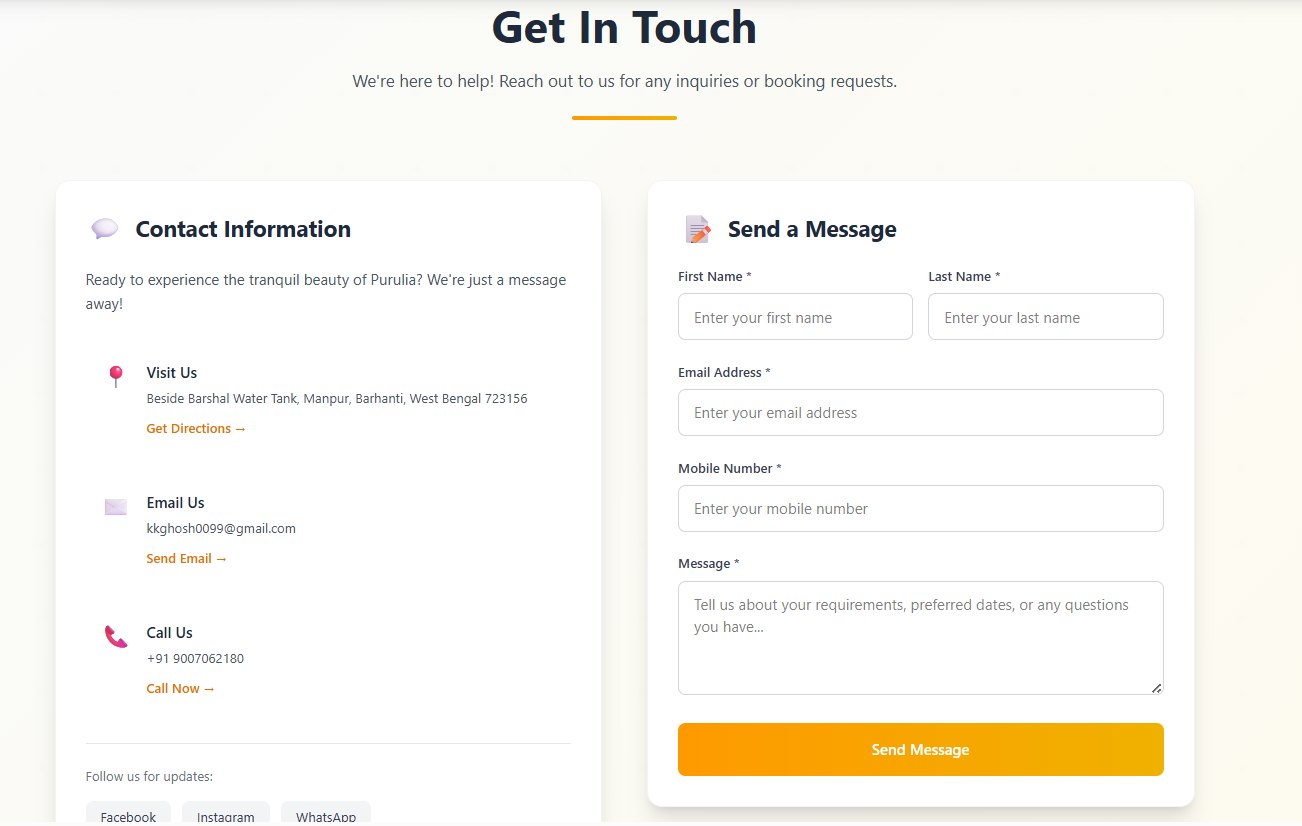 Get In Touch
We're here to help! Reach out to us for any inquiries or booking requests.
Contact Information
Ready to experience the tranquil beauty of Purulia? We're just a message
away!
Visit Us
Beside Barshal Water Tank, Manpur, Barhanti, West Bengal 723156
Get Directions →
Email Us
kkghosh0099@gmail.com
Send Email →
Call Us
+91 9007062180
Call Now →
Follow us for updates:
Facebook
Instagram
WhatsApp
Send a Message
First Name *
Last Name *
Enter your first name
Enter your last name
Email Address *
Enter your email address
Mobile Number *
Enter your mobile number
Message *
Tell us about your requirements, preferred dates, or any questions
you have...
Send Message